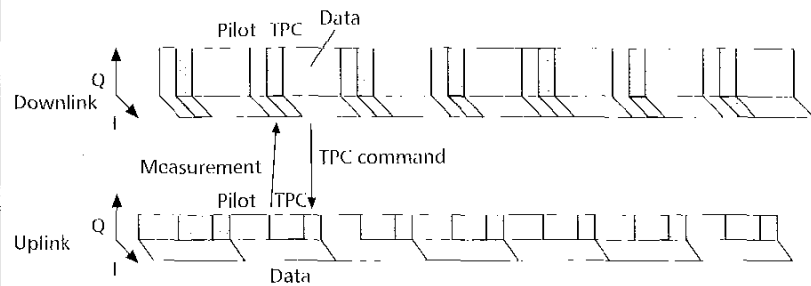 Data
Pilot TPC
Q
Downlink
I
Measurement
TPC command
Pilot TPC
Q
Uplink
I
Data